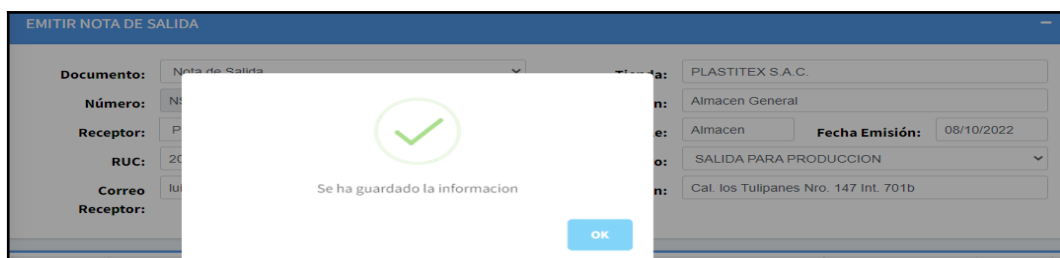 EMITIR NOTA DE SALIDA
Documento: Nota de Salida PLASTITEX S.A.C.
Número: Almacen General
Receptor: Almacen Fecha Emisión: 08/10/2022
RUC: SALIDA PARA PRODUCCION
Correo Cal. los Tulipanes Nro. 147 Int. 701b
Receptor:
Se ha guardado la informacion
OK